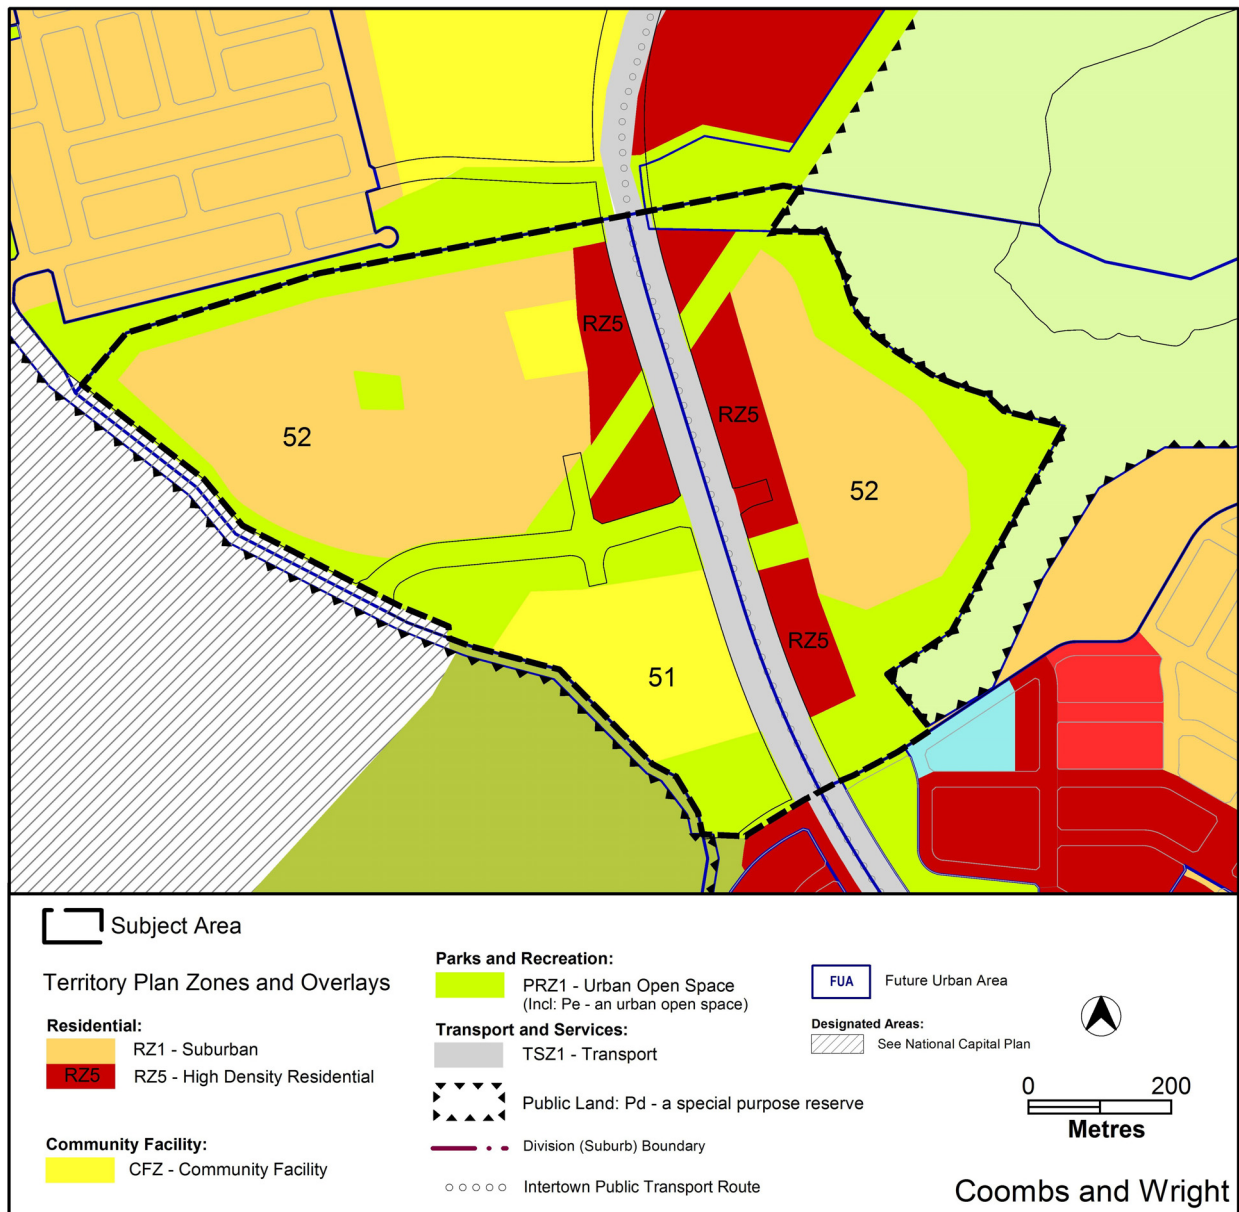 RZ5
52
RZ5
52
RZ5
51
Subject Area
Territory Plan Zones and Overlays
Residential:
RZ1 - Suburban
RZ5
RZ5 - High Density Residential
Community Facility:
CFZ - Community Facility
Parks and Recreation:
PRZ1 - Urban Open Space
(Incl: Pe - an urban open space)
Transport and Services:
TSZ1 - Transport
Public Land: Pd - a special purpose reserve
Division (Suburb) Boundary
Intertown Public Transport Route
FUA
Future Urban Area
Designated Areas:
See National Capital Plan
0 200
Metres
Coombs and Wright